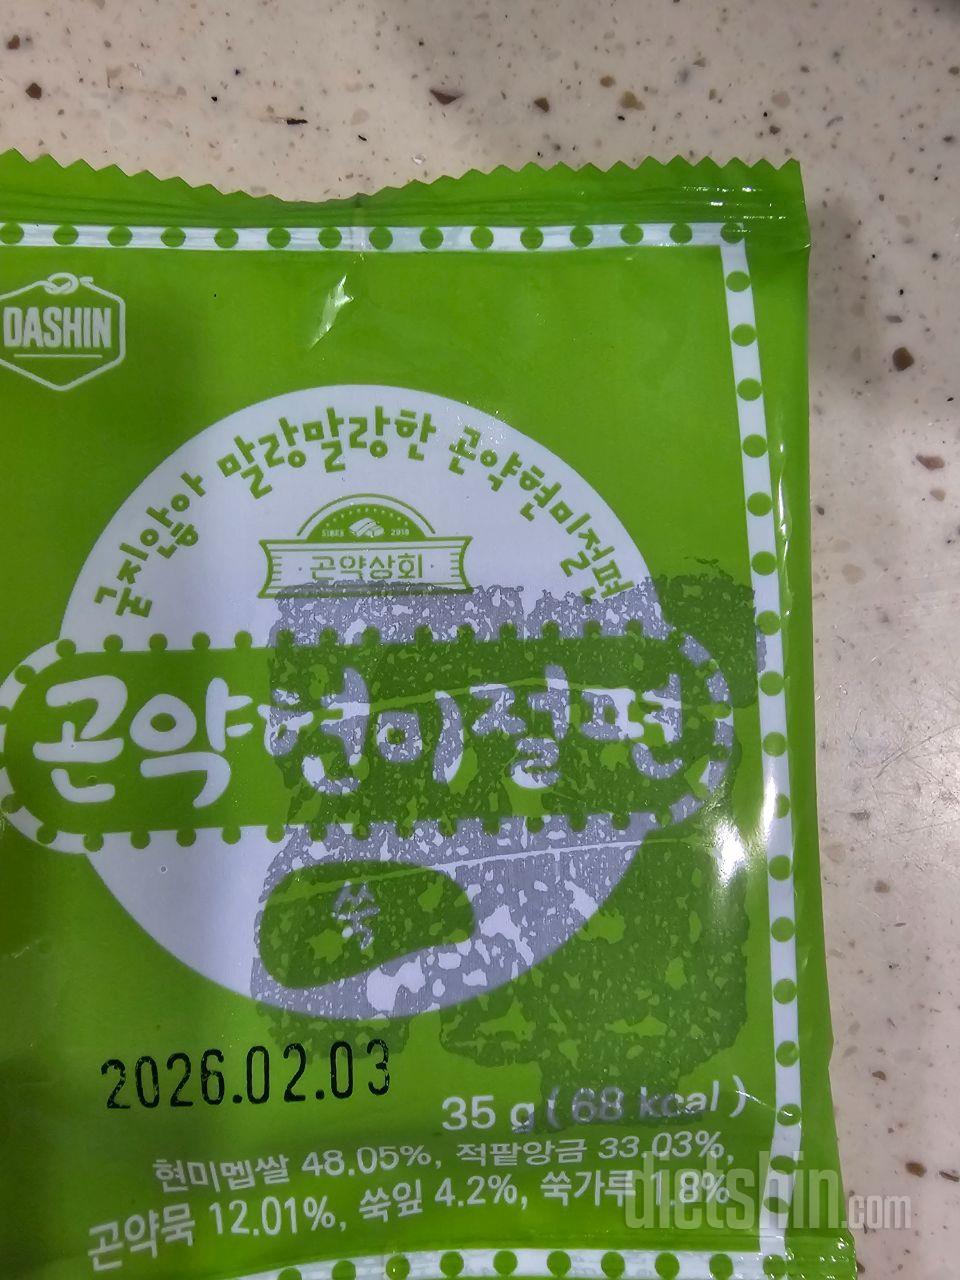 DASHIN
굳지않아 말랑말랑한 곤약현미절편
SINCE 2018
·곤약상회·
곤약현미절편
쑥
2026.02.03
35 g ( 68 kcal )
현미멥쌀 48.05%, 적팥앙금 33.03%,
곤약묵 12.01%, 쑥잎 4.2%, 쑥가루 1.8%
dietshin.com